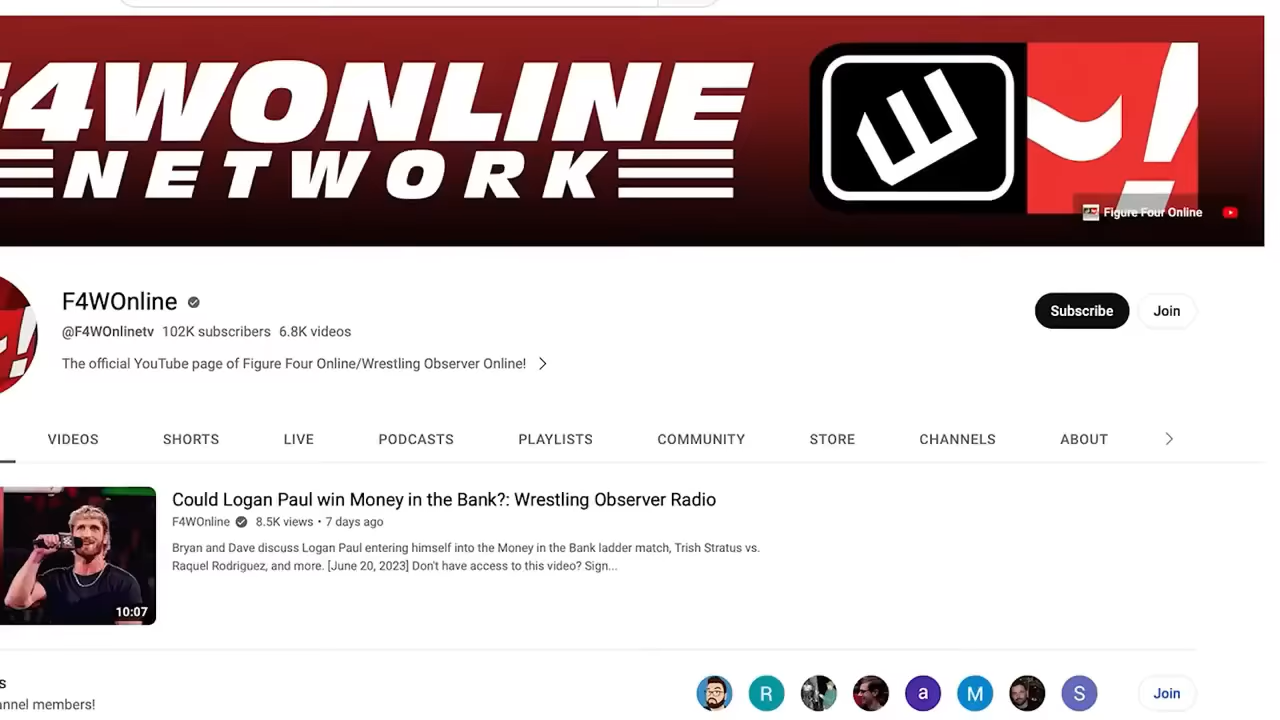 F4WONLINE
NETWORK
Figure Four Online
F4WOnline
@F4WOnlinetv 102K subscribers 6.8K videos
The official YouTube page of Figure Four Online/Wrestling Observer Online!
Subscribe
Join
VIDEOS SHORTS LIVE PODCASTS PLAYLISTS COMMUNITY STORE CHANNELS ABOUT
Could Logan Paul win Money in the Bank?: Wrestling Observer Radio
F4WOnline 8.5K views • 7 days ago
Bryan and Dave discuss Logan Paul entering himself into the Money in the Bank ladder match, Trish Stratus vs.
Raquel Rodriguez, and more. [June 20, 2023] Don't have access to this video? Sign...
10:07
R a M S
Join
annel members!